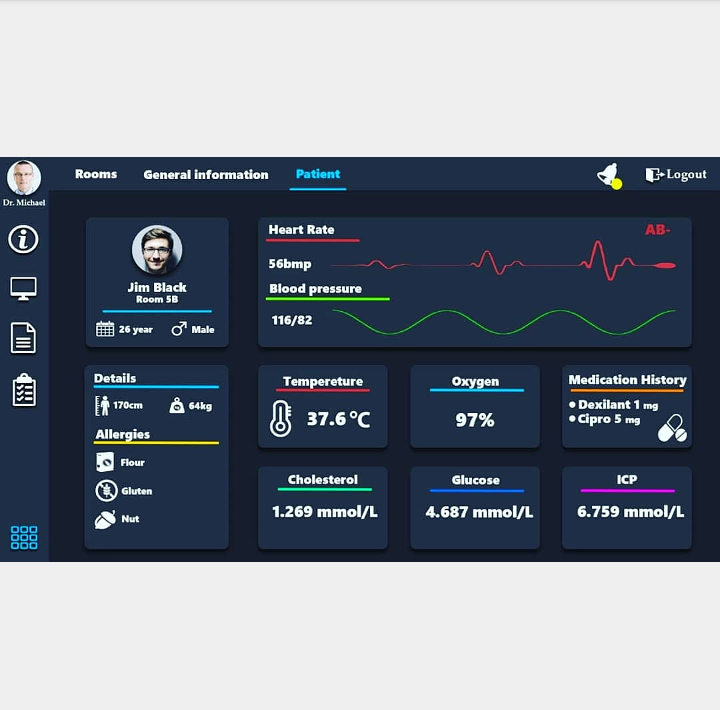 Rooms General information Patient Logout
Dr. Michael
Jim Black
Room 5B
26 year Male
Heart Rate AB-
56bmp
Blood pressure
116/82
Details
170cm 64kg
Allergies
Flour
Gluten
Nut
Tempereture
37.6 °C
Oxygen
97%
Medication History
• Dexilant 1 mg
• Cipro 5 mg
Cholesterol
1.269 mmol/L
Glucose
4.687 mmol/L
ICP
6.759 mmol/L